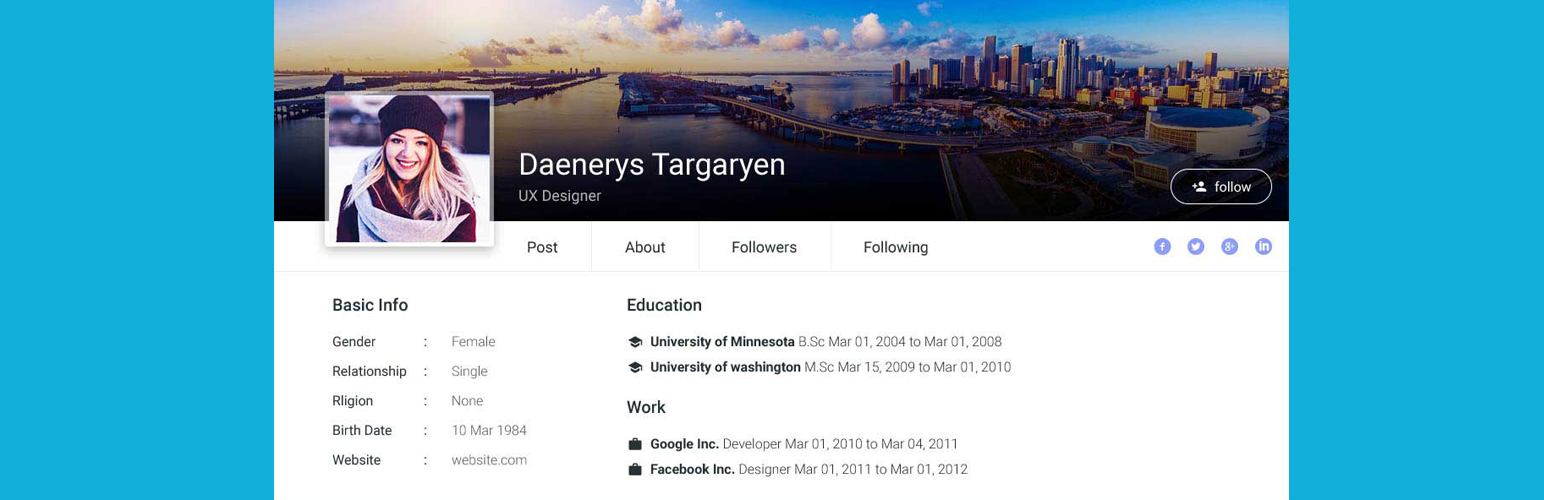 Daenerys Targaryen
UX Designer
follow
Post
About
Followers
Following
f
g+
in
Basic Info
Gender : Female
Relationship : Single
Rligion : None
Birth Date : 10 Mar 1984
Website : website.com
Education
University of Minnesota B.Sc Mar 01, 2004 to Mar 01, 2008
University of washington M.Sc Mar 15, 2009 to Mar 01, 2010
Work
Google Inc. Developer Mar 01, 2010 to Mar 04, 2011
Facebook Inc. Designer Mar 01, 2011 to Mar 01, 2012